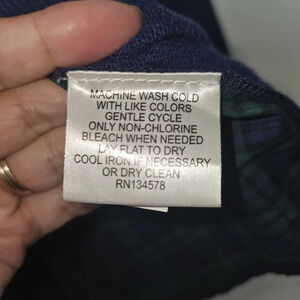 MACHINE WASH COLD
WITH LIKE COLORS
GENTLE CYCLE
ONLY NON-CHLORINE
BLEACH WHEN NEEDED
LAY FLAT TO DRY
COOL IRON IF NECESSARY
OR DRY CLEAN
RN134578